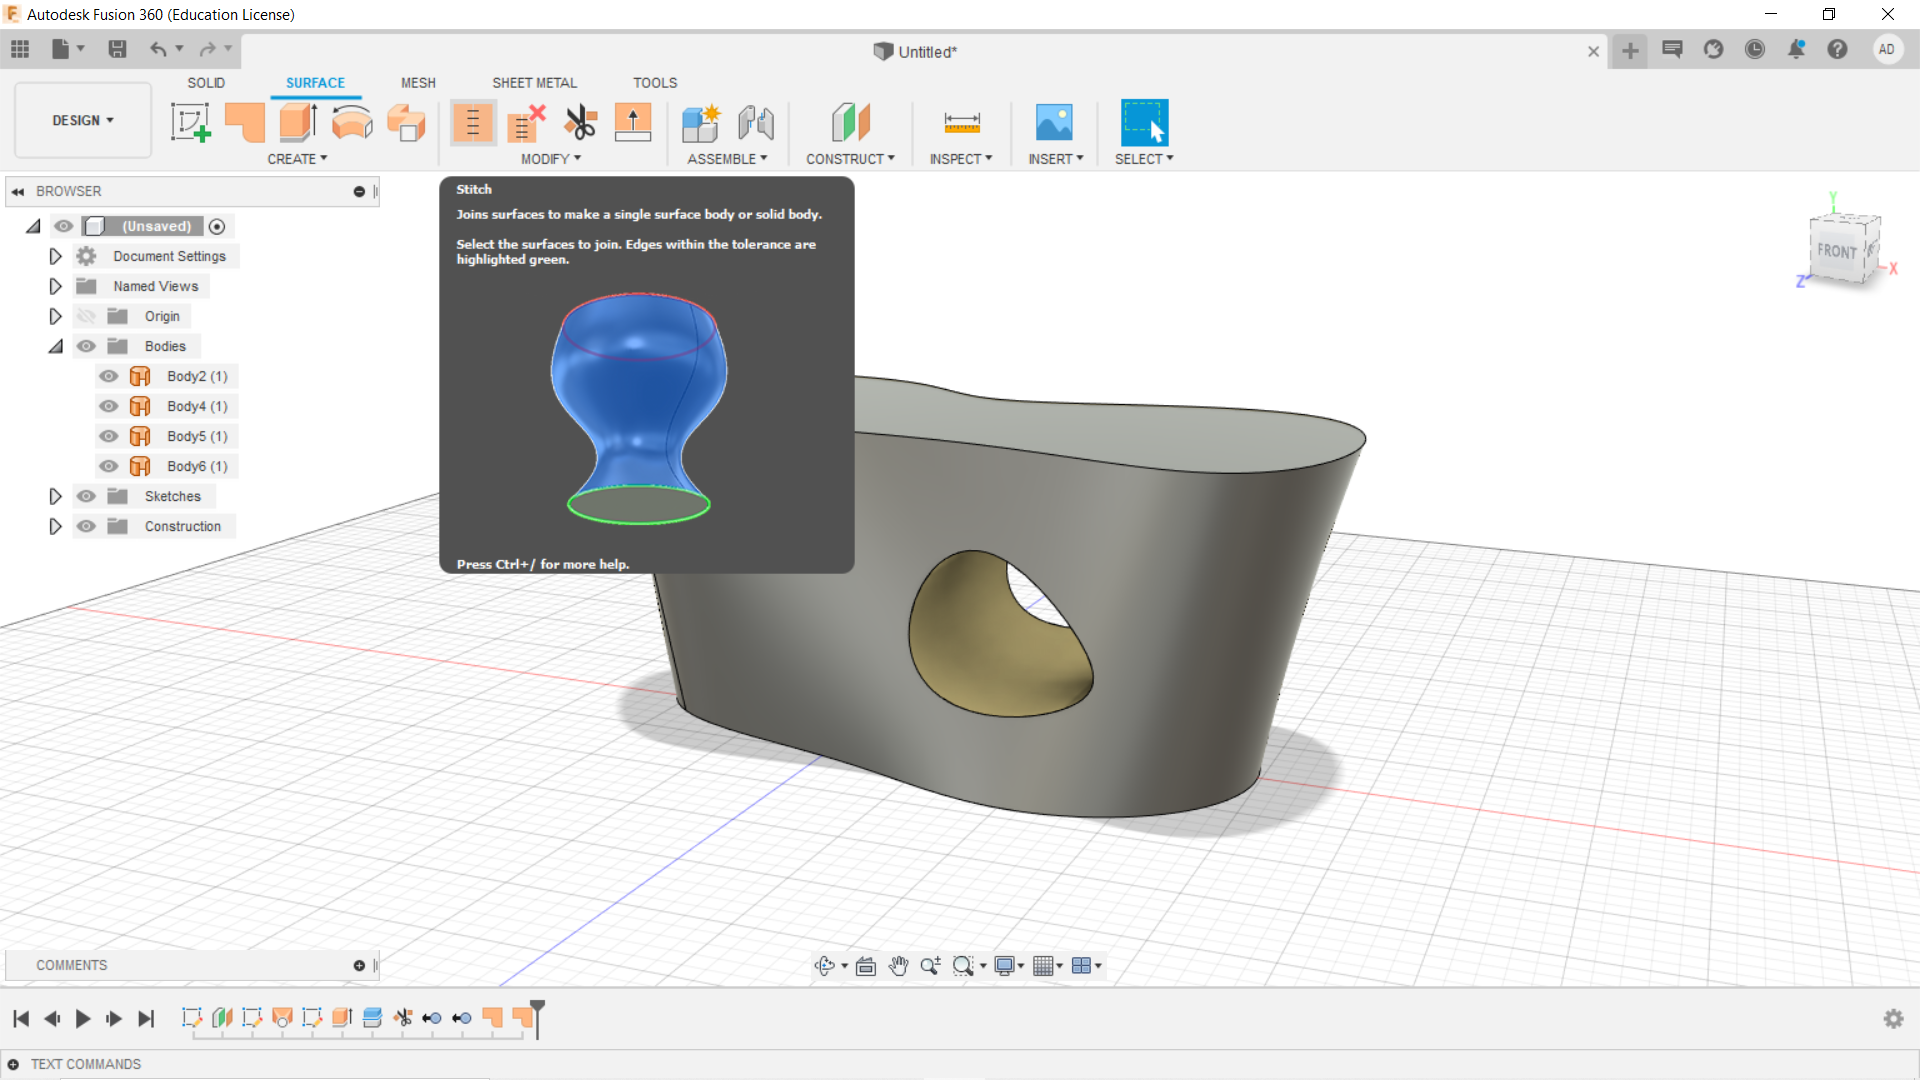 Autodesk Fusion 360 (Education License)
Untitled*
AD
DESIGN
SOLID
SURFACE
MESH
SHEET METAL
TOOLS
CREATE
MODIFY
ASSEMBLE
CONSTRUCT
INSPECT
INSERT
SELECT
BROWSER
(Unsaved)
Document Settings
Named Views
Origin
Bodies
Body2 (1)
Body4 (1)
Body5 (1)
Body6 (1)
Sketches
Construction
Stitch
Joins surfaces to make a single surface body or solid body.
Select the surfaces to join. Edges within the tolerance are
highlighted green.
Press Ctrl+/ for more help.
Y
FRONT
X
Z
COMMENTS
TEXT COMMANDS